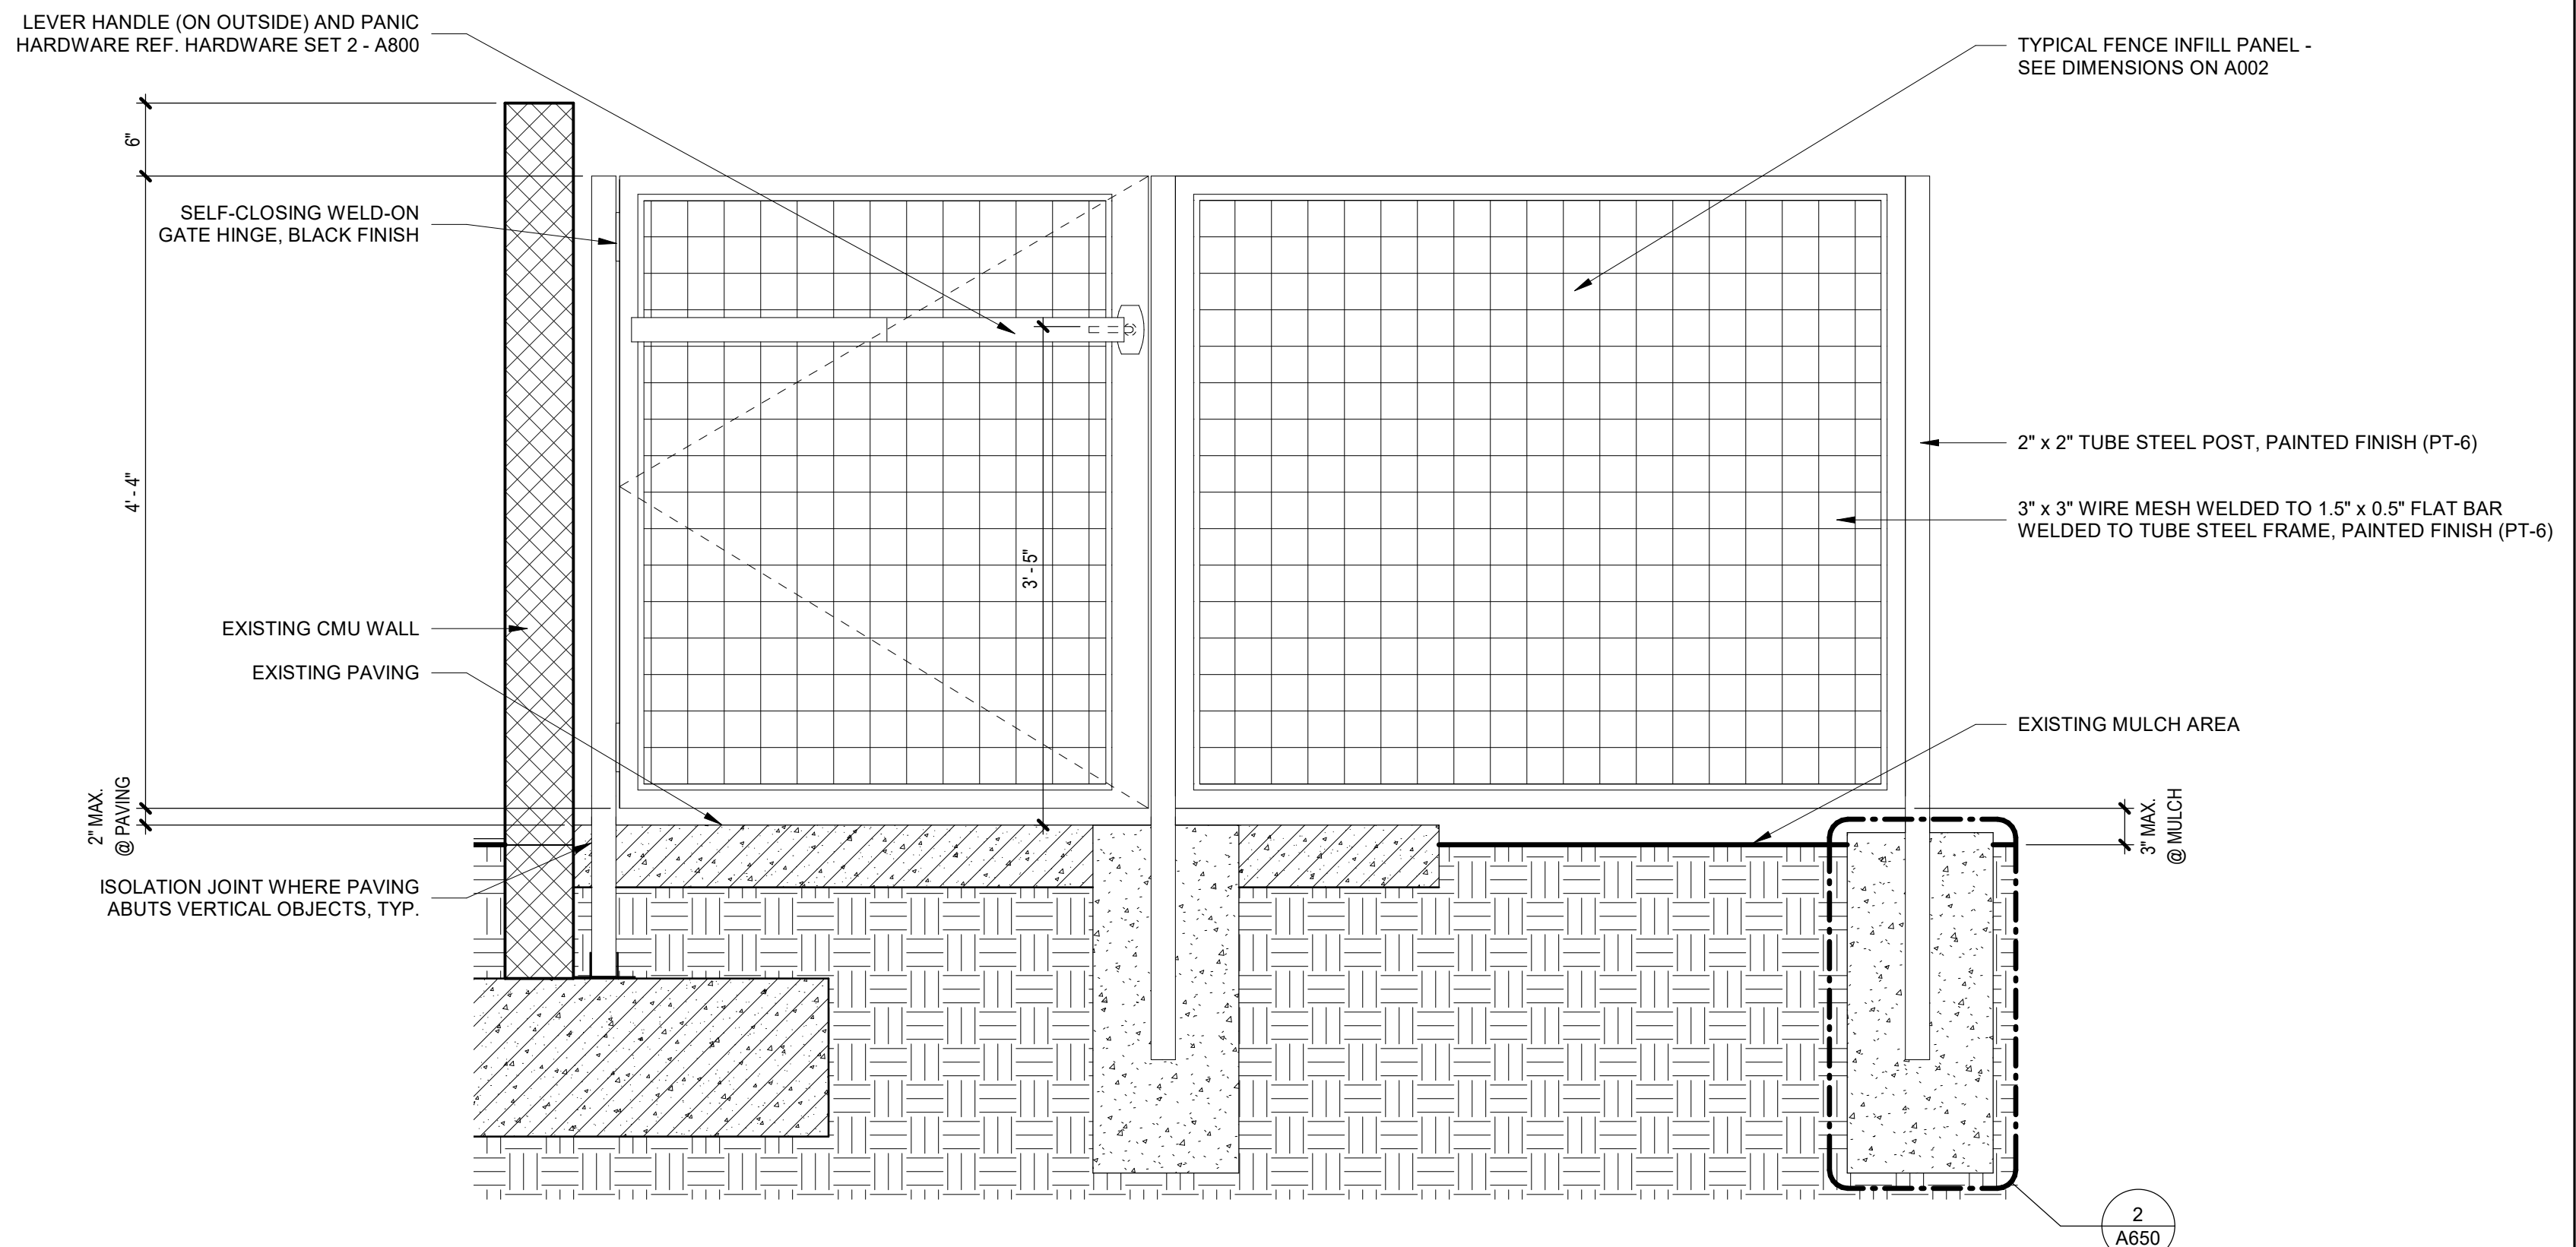 LEVER HANDLE (ON OUTSIDE) AND PANIC
HARDWARE REF. HARDWARE SET 2 - A800
TYPICAL FENCE INFILL PANEL -
SEE DIMENSIONS ON A002
6"
SELF-CLOSING WELD-ON
GATE HINGE, BLACK FINISH
4' - 4"
2" x 2" TUBE STEEL POST, PAINTED FINISH (PT-6)
3" x 3" WIRE MESH WELDED TO 1.5" x 0.5" FLAT BAR
WELDED TO TUBE STEEL FRAME, PAINTED FINISH (PT-6)
3' - 5"
EXISTING CMU WALL
EXISTING PAVING
EXISTING MULCH AREA
2" MAX.
@ PAVING
3" MAX.
@ MULCH
ISOLATION JOINT WHERE PAVING
ABUTS VERTICAL OBJECTS, TYP.
2
A650